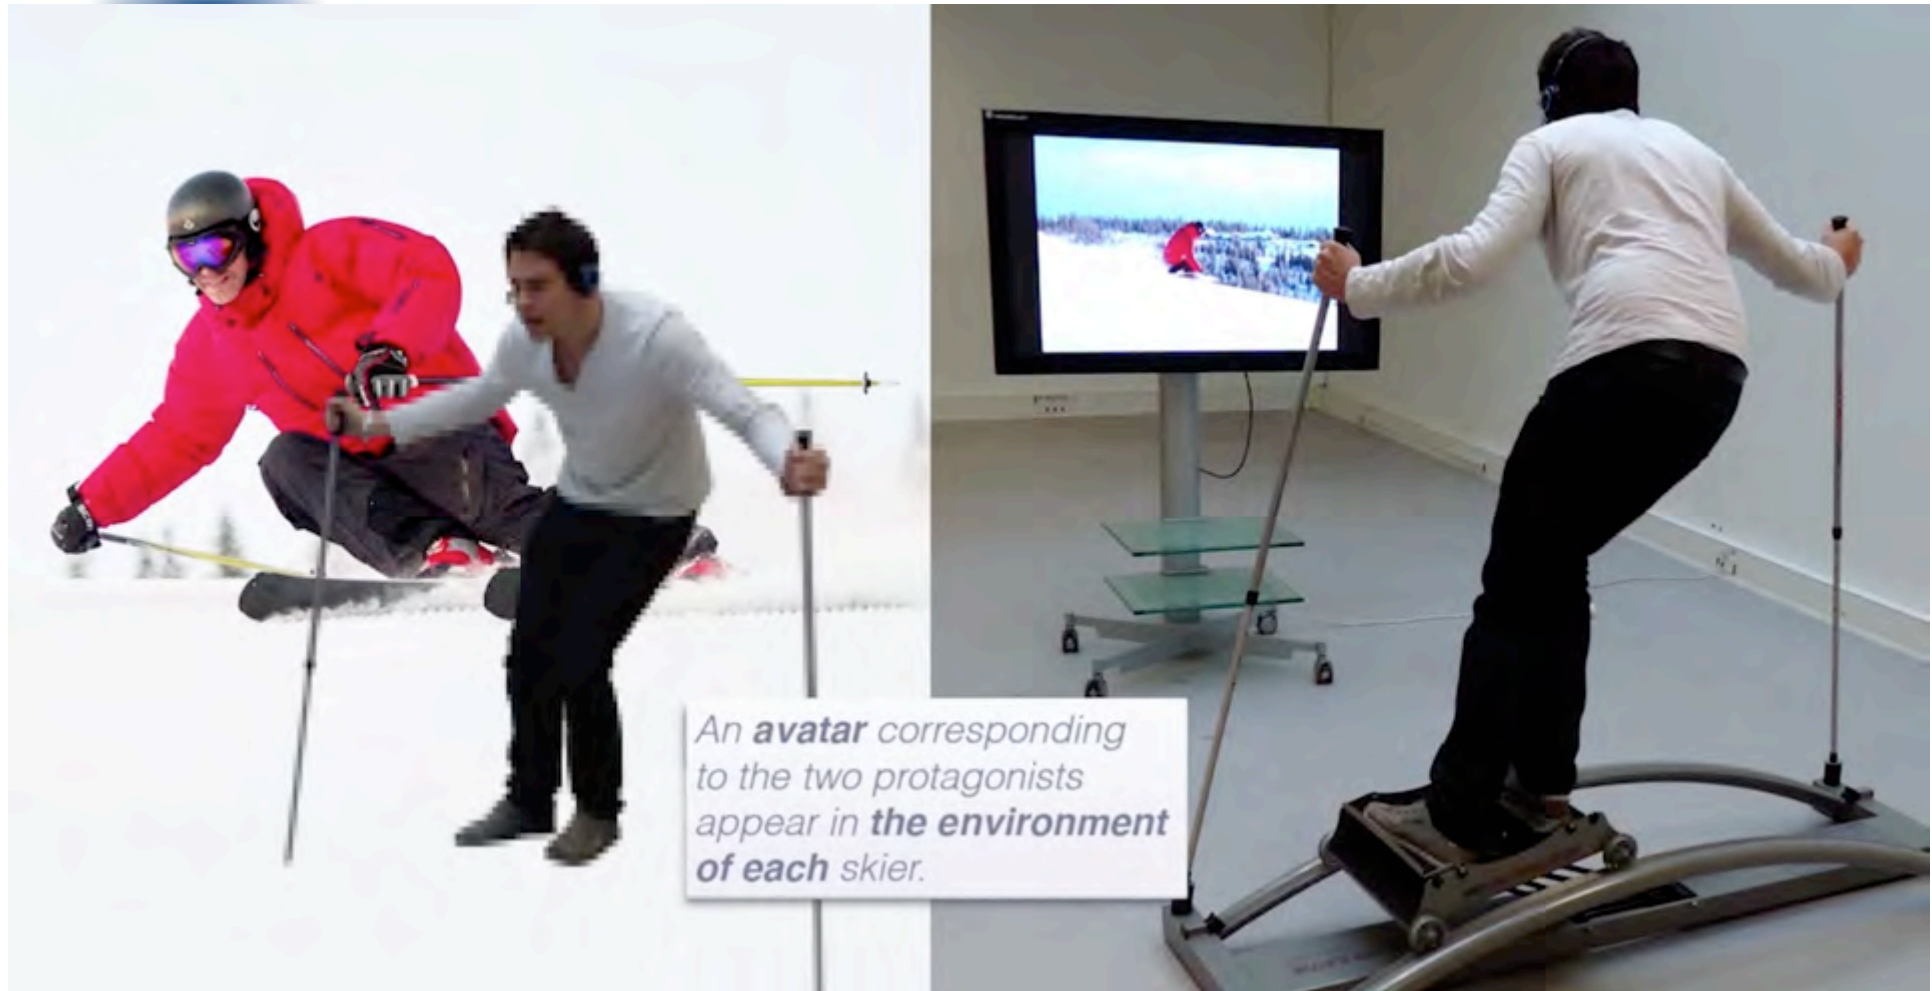 An avatar corresponding
to the two protagonists
appear in the environment
of each skier.